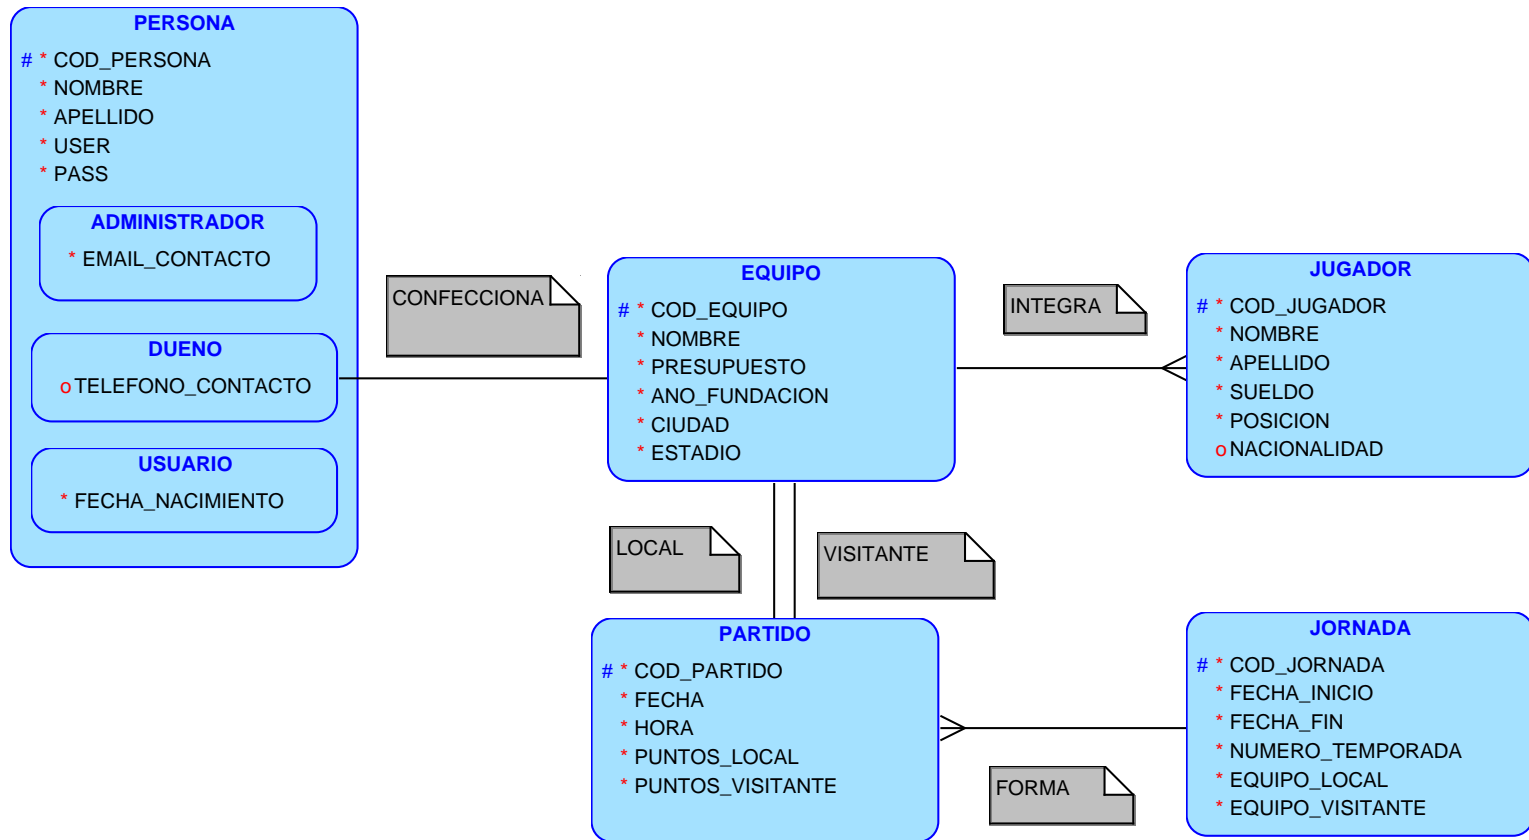 PERSONA
# * COD_PERSONA
* NOMBRE
* APELLIDO
* USER
* PASS
ADMINISTRADOR
* EMAIL_CONTACTO
DUENO
o TELEFONO_CONTACTO
USUARIO
* FECHA_NACIMIENTO
CONFECCIONA
EQUIPO
# * COD_EQUIPO
* NOMBRE
* PRESUPUESTO
* ANO_FUNDACION
* CIUDAD
* ESTADIO
INTEGRA
JUGADOR
# * COD_JUGADOR
* NOMBRE
* APELLIDO
* SUELDO
* POSICION
o NACIONALIDAD
LOCAL
VISITANTE
PARTIDO
# * COD_PARTIDO
* FECHA
* HORA
* PUNTOS_LOCAL
* PUNTOS_VISITANTE
FORMA
JORNADA
# * COD_JORNADA
* FECHA_INICIO
* FECHA_FIN
* NUMERO_TEMPORADA
* EQUIPO_LOCAL
* EQUIPO_VISITANTE